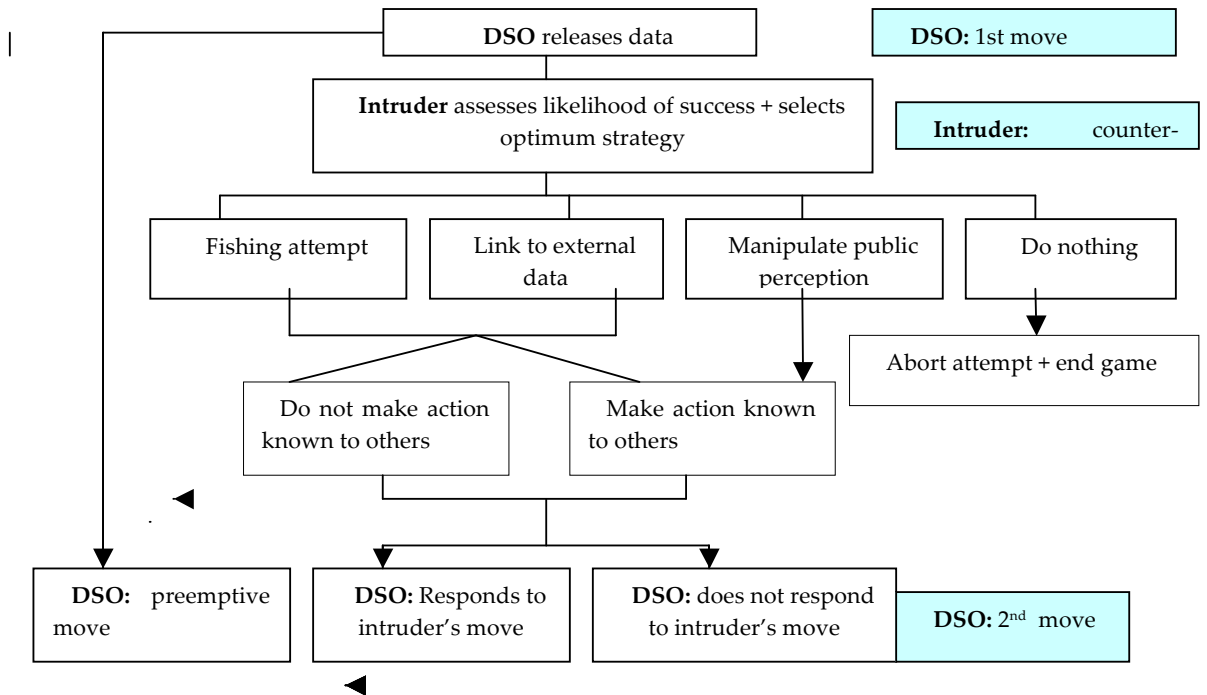 DSO releases data
DSO: 1st move
Intruder assesses likelihood of success + selects
optimum strategy
Intruder: counter-
Fishing attempt
Link to external
data
Manipulate public
perception
Do nothing
Abort attempt + end game
Do not make action
known to others
Make action known
to others
DSO: preemptive
move
DSO: Responds to
intruder's move
DSO: does not respond
to intruder's move
DSO: 2nd move